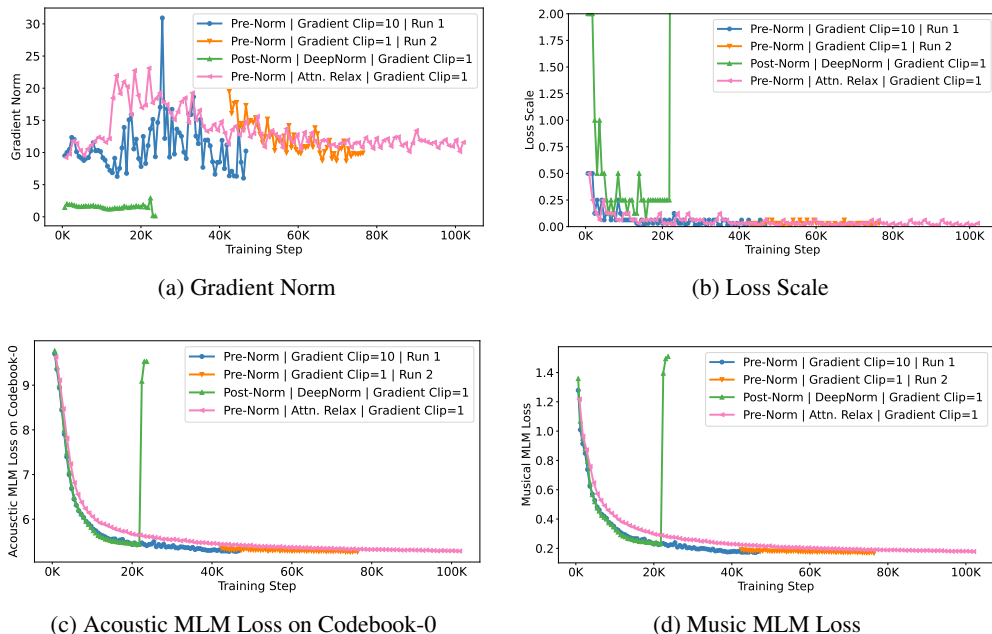 Pre-Norm | Gradient Clip=10 | Run 1
Pre-Norm | Gradient Clip=1 | Run 2
Post-Norm | DeepNorm | Gradient Clip=1
Pre-Norm | Attn. Relax | Gradient Clip=1
Gradient Norm
30
25
20
15
10
5
0
0K
20K
40K
60K
80K
100K
Training Step
(a) Gradient Norm
Pre-Norm | Gradient Clip=10 | Run 1
Pre-Norm | Gradient Clip=1 | Run 2
Post-Norm | DeepNorm | Gradient Clip=1
Pre-Norm | Attn. Relax | Gradient Clip=1
Loss Scale
2.00
1.75
1.50
1.25
1.00
0.75
0.50
0.25
0.00
0K
20K
40K
60K
80K
100K
Training Step
(b) Loss Scale
Pre-Norm | Gradient Clip=10 | Run 1
Pre-Norm | Gradient Clip=1 | Run 2
Post-Norm | DeepNorm | Gradient Clip=1
Pre-Norm | Attn. Relax | Gradient Clip=1
Acousctic MLM Loss on Codebook-0
9
8
7
6
0K
20K
40K
60K
80K
100K
Training Step
(c) Acoustic MLM Loss on Codebook-0
Pre-Norm | Gradient Clip=10 | Run 1
Pre-Norm | Gradient Clip=1 | Run 2
Post-Norm | DeepNorm | Gradient Clip=1
Pre-Norm | Attn. Relax | Gradient Clip=1
Musical MLM Loss
1.4
1.2
1.0
0.8
0.6
0.4
0.2
0K
20K
40K
60K
80K
100K
Training Step
(d) Music MLM Loss